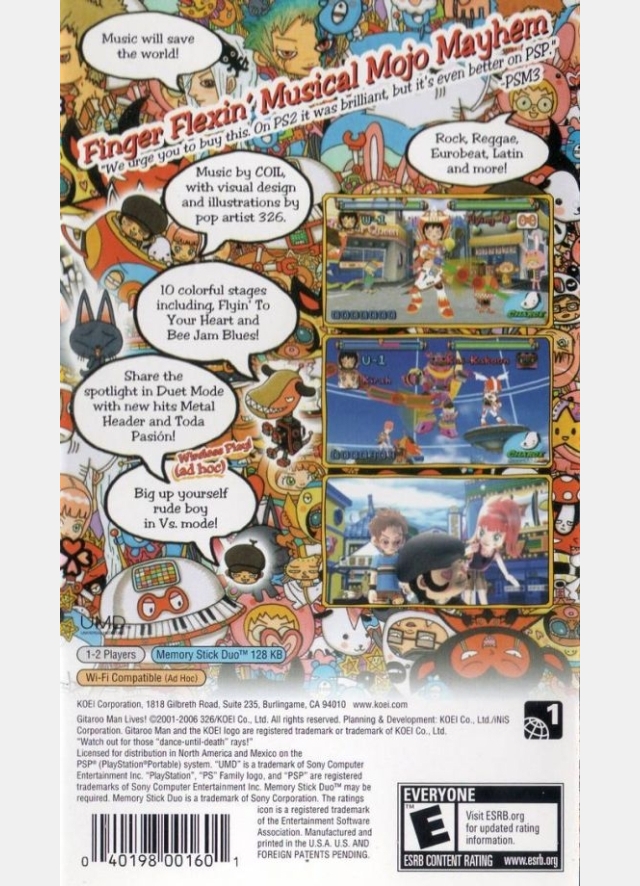 Music will save
the world!
Finger Flexin' Musical Mojo Mayhem
"We urge you to buy this. On PS2 it was brilliant, but it's even better on PSP."
-PSM3
Rock, Reggae,
Eurobeat, Latin
and more!
Music by COIL,
with visual design
and illustrations by
pop artist 326.
U-1
CHARGE
10 colorful stages
including, Flyin' To
Your Heart and
Bee Jam Blues!
U-1
Kirah
CHARGE
Share the
spotlight in Duet Mode
with new hits Metal
Header and Toda
Pasión!
Wireless Play!
(ad hoc)
Big up yourself
rude boy
in Vs. mode!
UMD
1-2 Players
Memory Stick Duo™ 128 KB
Wi-Fi Compatible (Ad Hoc)
KOEI Corporation, 1818 Gilbreth Road, Suite 235, Burlingame, CA 94010 www.koei.com
Gitaroo Man Lives! ©2001-2006 326/KOEI Co., Ltd. All rights reserved. Planning & Development: KOEI Co., Ltd./iNiS
Corporation. Gitaroo Man and the KOEI logo are registered trademark or trademark of KOEI Co., Ltd.
"Watch out for those "dance-until-death" rays!"
Licensed for distribution in North America and Mexico on the
PSP® (PlayStation®Portable) system. "UMD" is a trademark of Sony Computer
Entertainment Inc. "PlayStation", "PS" Family logo, and "PSP" are registered
trademarks of Sony Computer Entertainment Inc. Memory Stick Duo™ may be
required. Memory Stick Duo is a trademark of Sony Corporation. The ratings
icon is a registered trademark
of the Entertainment Software
Association. Manufactured and
printed in the U.S.A. U.S. AND
FOREIGN PATENTS PENDING.
1
0 40198 00160 1
EVERYONE
E
Visit ESRB.org
for updated rating
information.
ESRB CONTENT RATING www.esrb.org